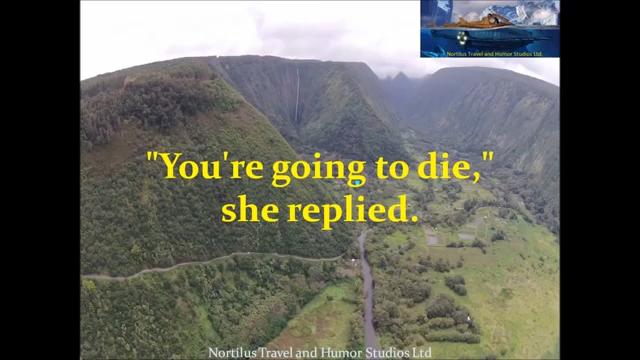 Nortilus Travel and Humor Studios Ltd.
"You're going to die,"
she replied.
Nortilus Travel and Humor Studios Ltd